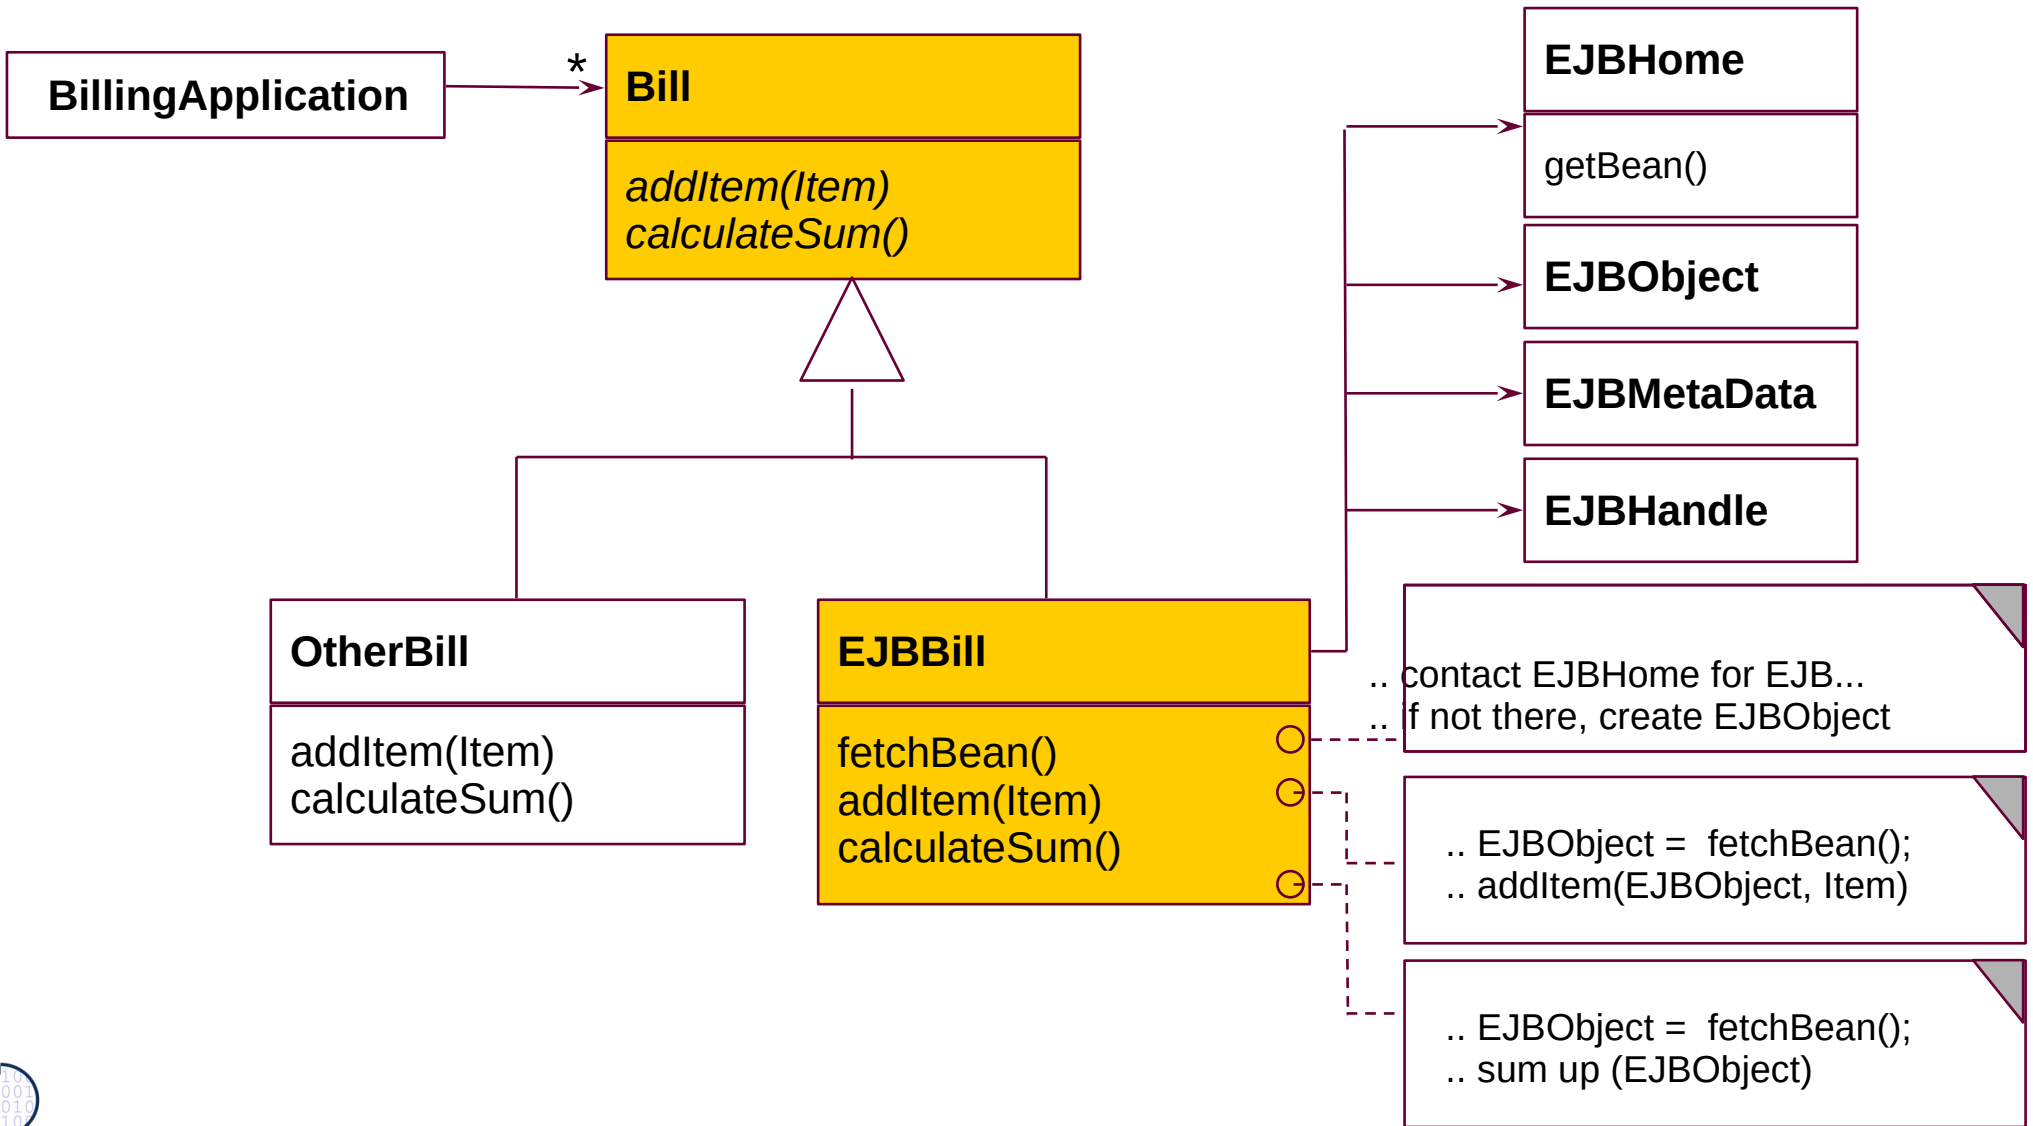 BillingApplication
*
Bill
addItem(Item)
calculateSum()
EJBHome
getBean()
EJBObject
EJBMetaData
EJBHandle
OtherBill
addItem(Item)
calculateSum()
EJBBill
fetchBean()
addItem(Item)
calculateSum()
.. contact EJBHome for EJB...
.. if not there, create EJBObject
.. EJBObject = fetchBean();
.. addItem(EJBObject, Item)
.. EJBObject = fetchBean();
.. sum up (EJBObject)